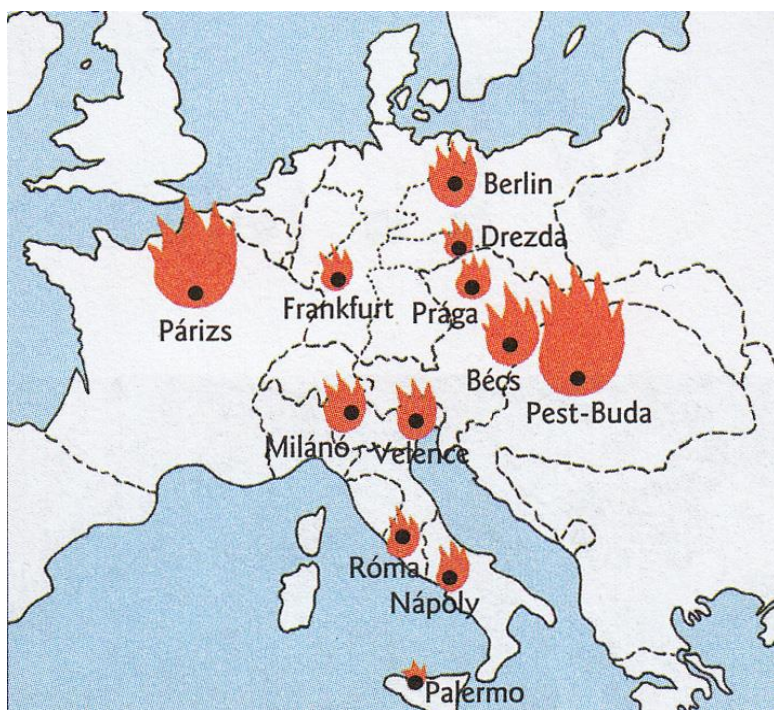 Berlin
Drezda
Frankfurt
Prága
Párizs
Bécs
Pest-Buda
Milánó
Velence
Róma
Nápoly
Palermo